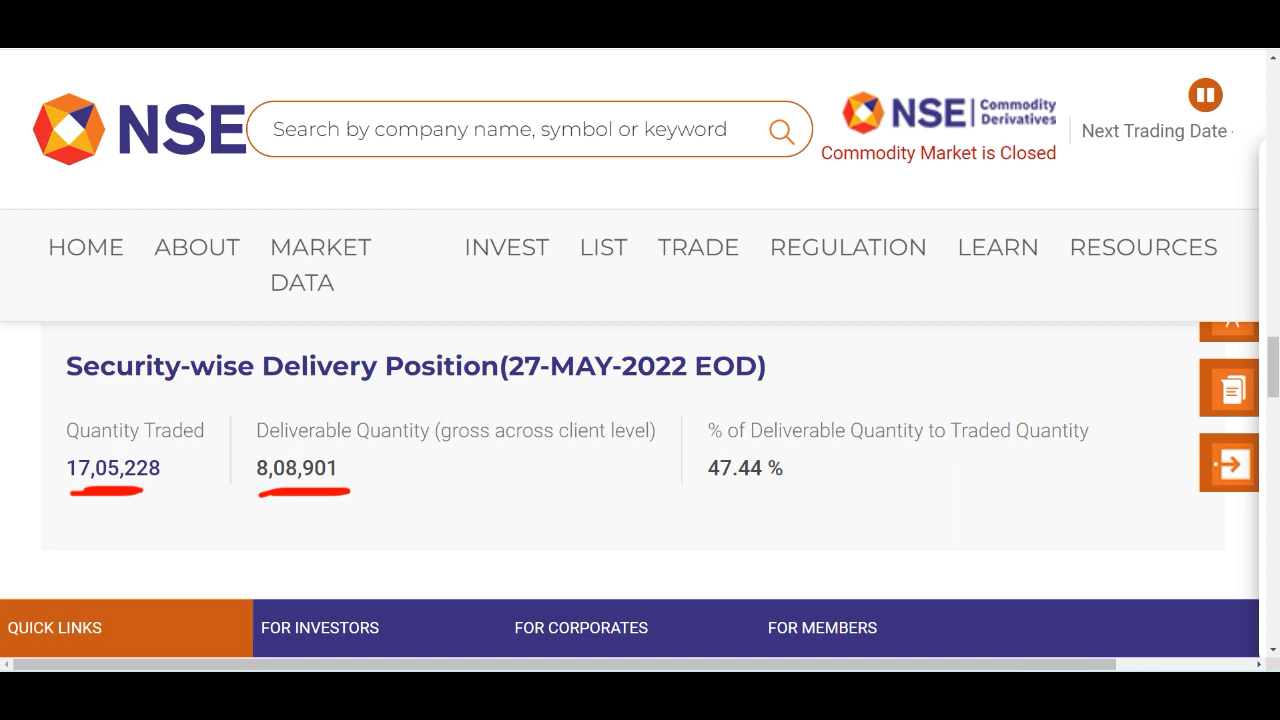 NSE
Search by company name, symbol or keyword
NSE | Commodity Derivatives
Commodity Market is Closed
Next Trading Date
HOME ABOUT MARKET DATA INVEST LIST TRADE REGULATION LEARN RESOURCES
Security-wise Delivery Position(27-MAY-2022 EOD)
Quantity Traded Deliverable Quantity (gross across client level) % of Deliverable Quantity to Traded Quantity
17,05,228 8,08,901 47.44 %
QUICK LINKS FOR INVESTORS FOR CORPORATES FOR MEMBERS